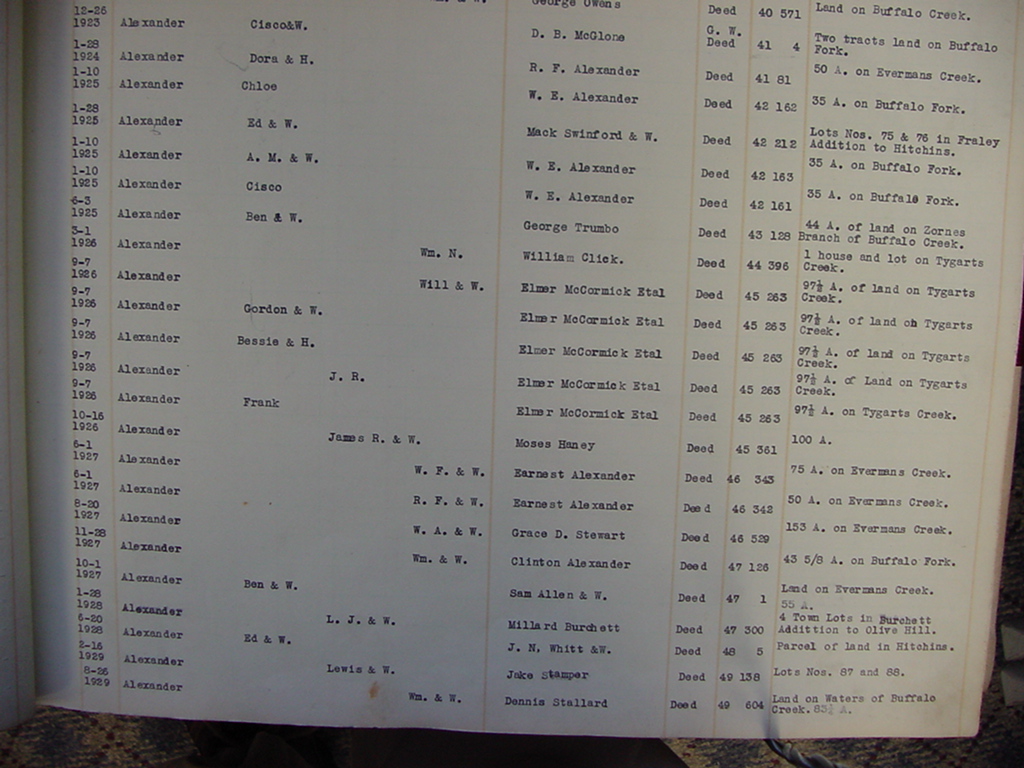 George Owens Deed 40 571 Land on Buffalo Creek.
12-26 G. W.
1923 Alexander Cisco&W. D. B. McGlone Deed 41 4 Two tracts land on Buffalo
Fork.
1-28
1924 Alexander Dora & H. R. F. Alexander Deed 41 81 50 A. on Evermans Creek.
1-10
1925 Alexander Chloe W. E. Alexander Deed 42 162 35 A. on Buffalo Fork.
1-28
1925 Alexander Ed & W. Mack Swinford & W. Deed 42 212 Lots Nos. 75 & 76 in Fraley
Addition to Hitchins.
1-10
1925 Alexander A. M. & W. W. E. Alexander Deed 42 163 35 A. on Buffalo Fork.
1-10
1925 Alexander Cisco W. E. Alexander Deed 42 161 35 A. on Buffale Fork.
6-3
1925 Alexander Ben & W. George Trumbo Deed 43 128 44 A. of land on Zornes
Branch of Buffalo Creek.
3-1
1926 Alexander Wm. N. William Click. Deed 44 396 1 house and lot on Tygarts
Creek.
9-7
1926 Alexander Will & W. Elmer McCormick Etal Deed 45 263 97½ A. of land on Tygarts
Creek.
9-7
1926 Alexander Gordon & W. Elmer McCormick Etal Deed 45 263 97½ A. of land oh Tygarts
Creek.
9-7
1926 Alexander Bessie & H. Elmer McCormick Etal Deed 45 263 97½ A. of land on Tygarts
Creek.
9-7
1926 Alexander J. R. Elmer McCormick Etal Deed 45 263 97½ A. of Land on Tygarts
Creek.
9-7
1926 Alexander Frank Elmer McCormick Etal Deed 45 263 97½ A. on Tygarts Creek.
10-16
1926 Alexander James R. & W. Moses Haney Deed 45 361 100 A.
6-1
1927 Alexander W. F. & W. Earnest Alexander Deed 46 343 75 A. on Evermans Creek.
6-1
1927 Alexander R. F. & W. Earnest Alexander Deed 46 342 50 A. on Evermans Creek.
8-20
1927 Alexander W. A. & W. Grace D. Stewart Deed 46 529 153 A. on Evermans Creek.
11-28
1927 Alexander Wm. & W. Clinton Alexander Deed 47 126 43 5/8 A. on Buffalo Fork.
10-1
1927 Alexander Ben & W. Sam Allen & W. Deed 47 1 Land on Evermans Creek.
55 A.
1-28
1928 Alexander L. J. & W. Millard Burchett Deed 47 300 4 Town Lots in Burchett
Addition to Olive Hill.
6-20
1928 Alexander Ed & W. J. N. Whitt &W. Deed 48 5 Parcel of land in Hitchins.
2-16
1929 Alexander Lewis & W. Jake Stamper Deed 49 138 Lots Nos. 87 and 88.
8-26
1929 Alexander Wm. & W. Dennis Stallard Deed 49 604 Land on Waters of Buffalo
Creek. 83½ A.